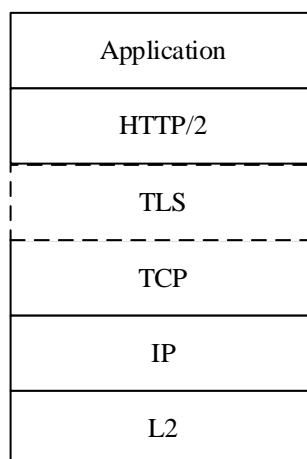 Application
HTTP/2
TLS
TCP
IP
L2